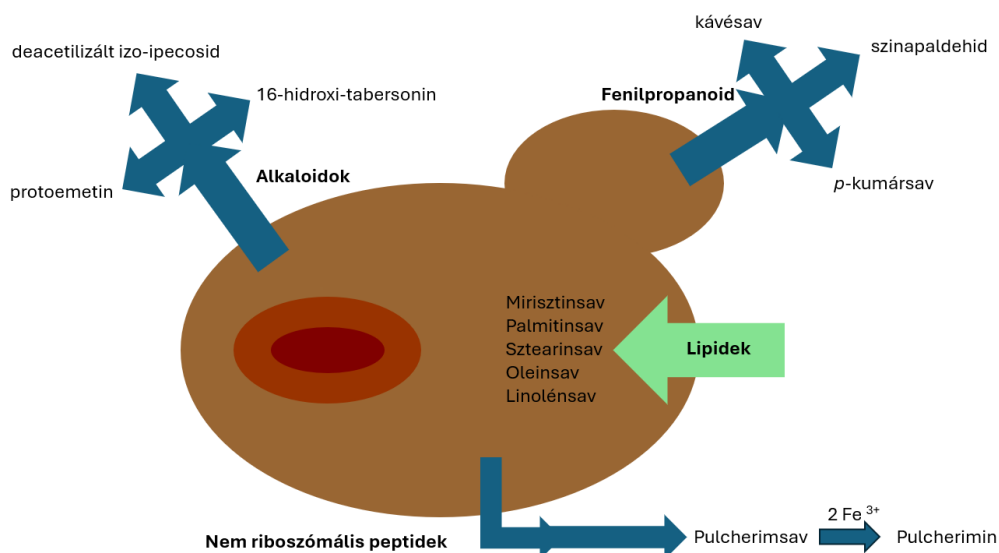 kávésav
deacetilizált izo-ipecosid
szinapaldehid
16-hidroxi-tabersonin
Fenilpropanoid
protoemetin
Alkaloidok
p-kumársav
Mirisztinsav
Palmitinsav
Sztearinsav
Oleinsav
Linolénsav
Lipidek
2 Fe 3+
Nem riboszómális peptidek
Pulcherimsav
Pulcherimin